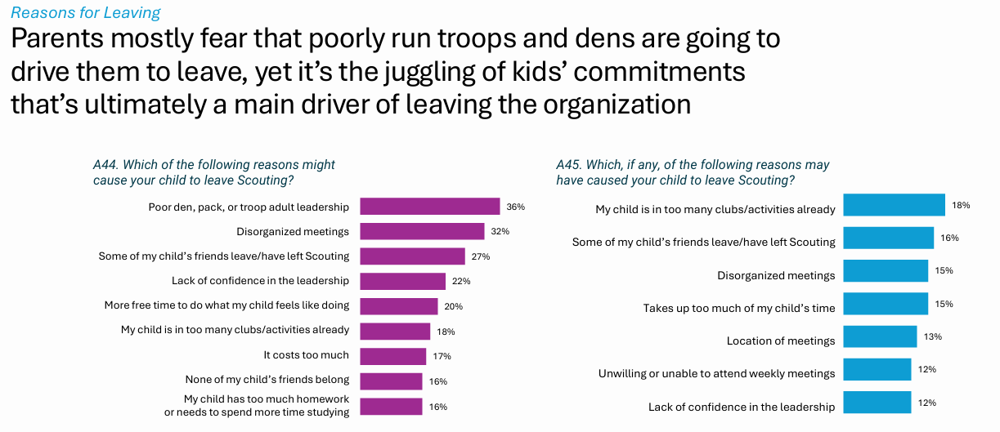 Reasons for Leaving
Parents mostly fear that poorly run troops and dens are going to
drive them to leave, yet it’s the juggling of kids’ commitments
that’s ultimately a main driver of leaving the organization
A44. Which of the following reasons might
cause your child to leave Scouting?
Poor den, pack, or troop adult leadership 36%
Disorganized meetings 32%
Some of my child’s friends leave/have left Scouting 27%
Lack of confidence in the leadership 22%
More free time to do what my child feels like doing 20%
My child is in too many clubs/activities already 18%
It costs too much 17%
None of my child’s friends belong 16%
My child has too much homework
or needs to spend more time studying 16%
A45. Which, if any, of the following reasons may
have caused your child to leave Scouting?
My child is in too many clubs/activities already 18%
Some of my child’s friends leave/have left Scouting 16%
Disorganized meetings 15%
Takes up too much of my child’s time 15%
Location of meetings 13%
Unwilling or unable to attend weekly meetings 12%
Lack of confidence in the leadership 12%